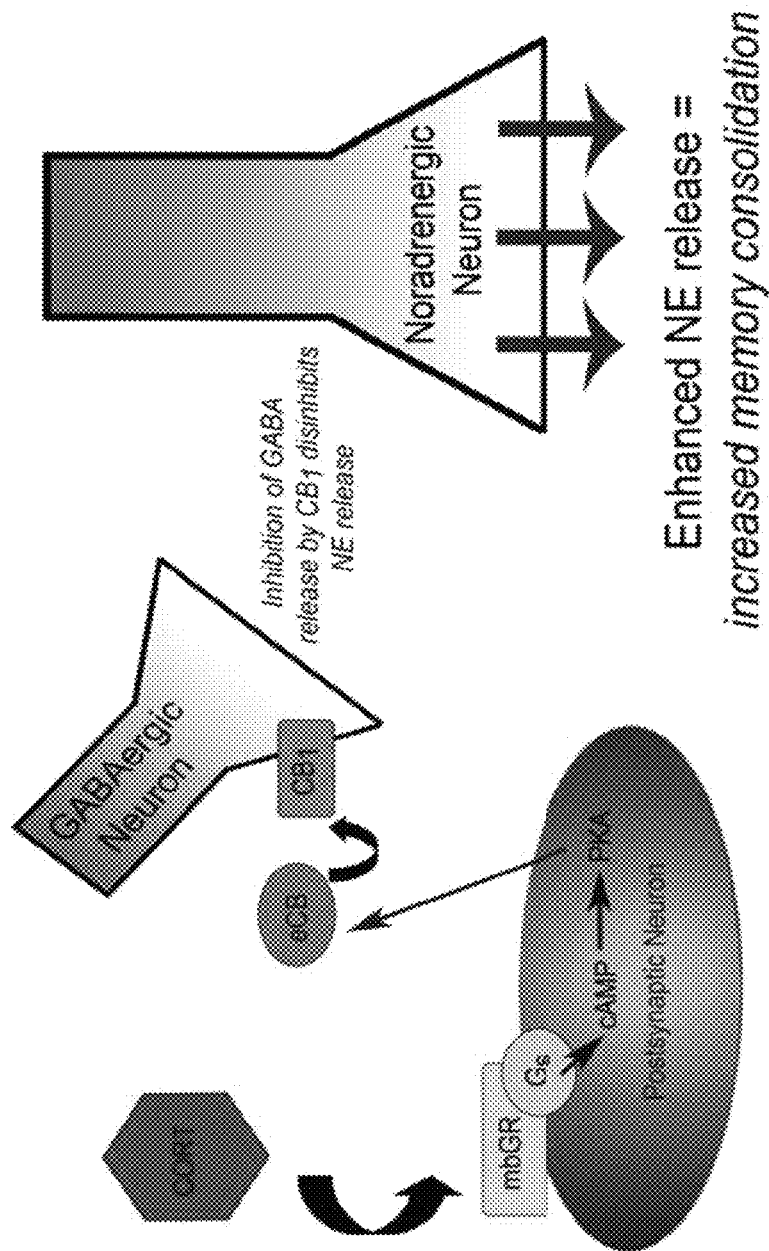 CORT
mbGR
Gs
cAMP
PKA
Postsynaptic Neuron
eCB
CB1
GABAergic
Neuron
Inhibition of GABA
release by CB1 disinhibits
NE release
Noradrenergic
Neuron
Enhanced NE release =
increased memory consolidation